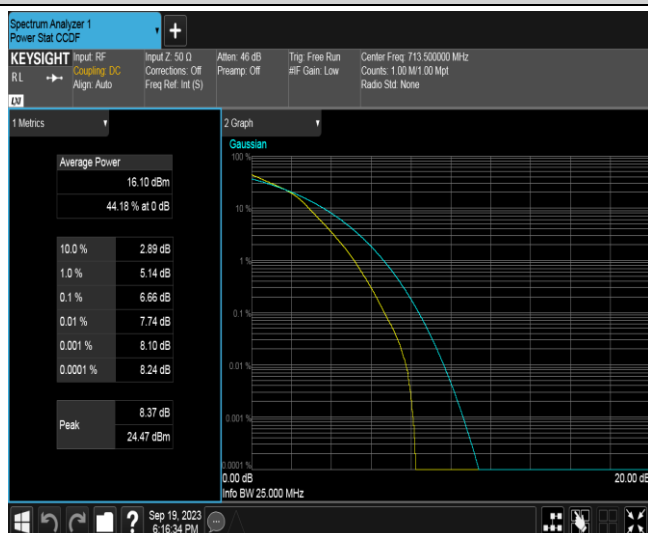 Spectrum Analyzer 1
Power Stat CCDF
+
KEYSIGHT
RL
LXI
Input: RF
Coupling: DC
Align: Auto
Input Z: 50 Ω
Corrections: Off
Freq Ref: Int (S)
Atten: 46 dB
Preamp: Off
Trig: Free Run
#IF Gain: Low
Center Freq: 713.500000 MHz
Counts: 1.00 M/1.00 Mpt
Radio Std: None
1 Metrics
Average Power
16.10 dBm
44.18 % at 0 dB
10.0 % 2.89 dB
1.0 % 5.14 dB
0.1 % 6.66 dB
0.01 % 7.74 dB
0.001 % 8.10 dB
0.0001 % 8.24 dB
Peak
8.37 dB
24.47 dBm
2 Graph
Gaussian
100 %
10 %
1 %
0.1 %
0.01 %
0.001 %
0.0001 %
0.00 dB 20.00 dB
Info BW 25.000 MHz
?
Sep 19, 2023
6:16:34 PM